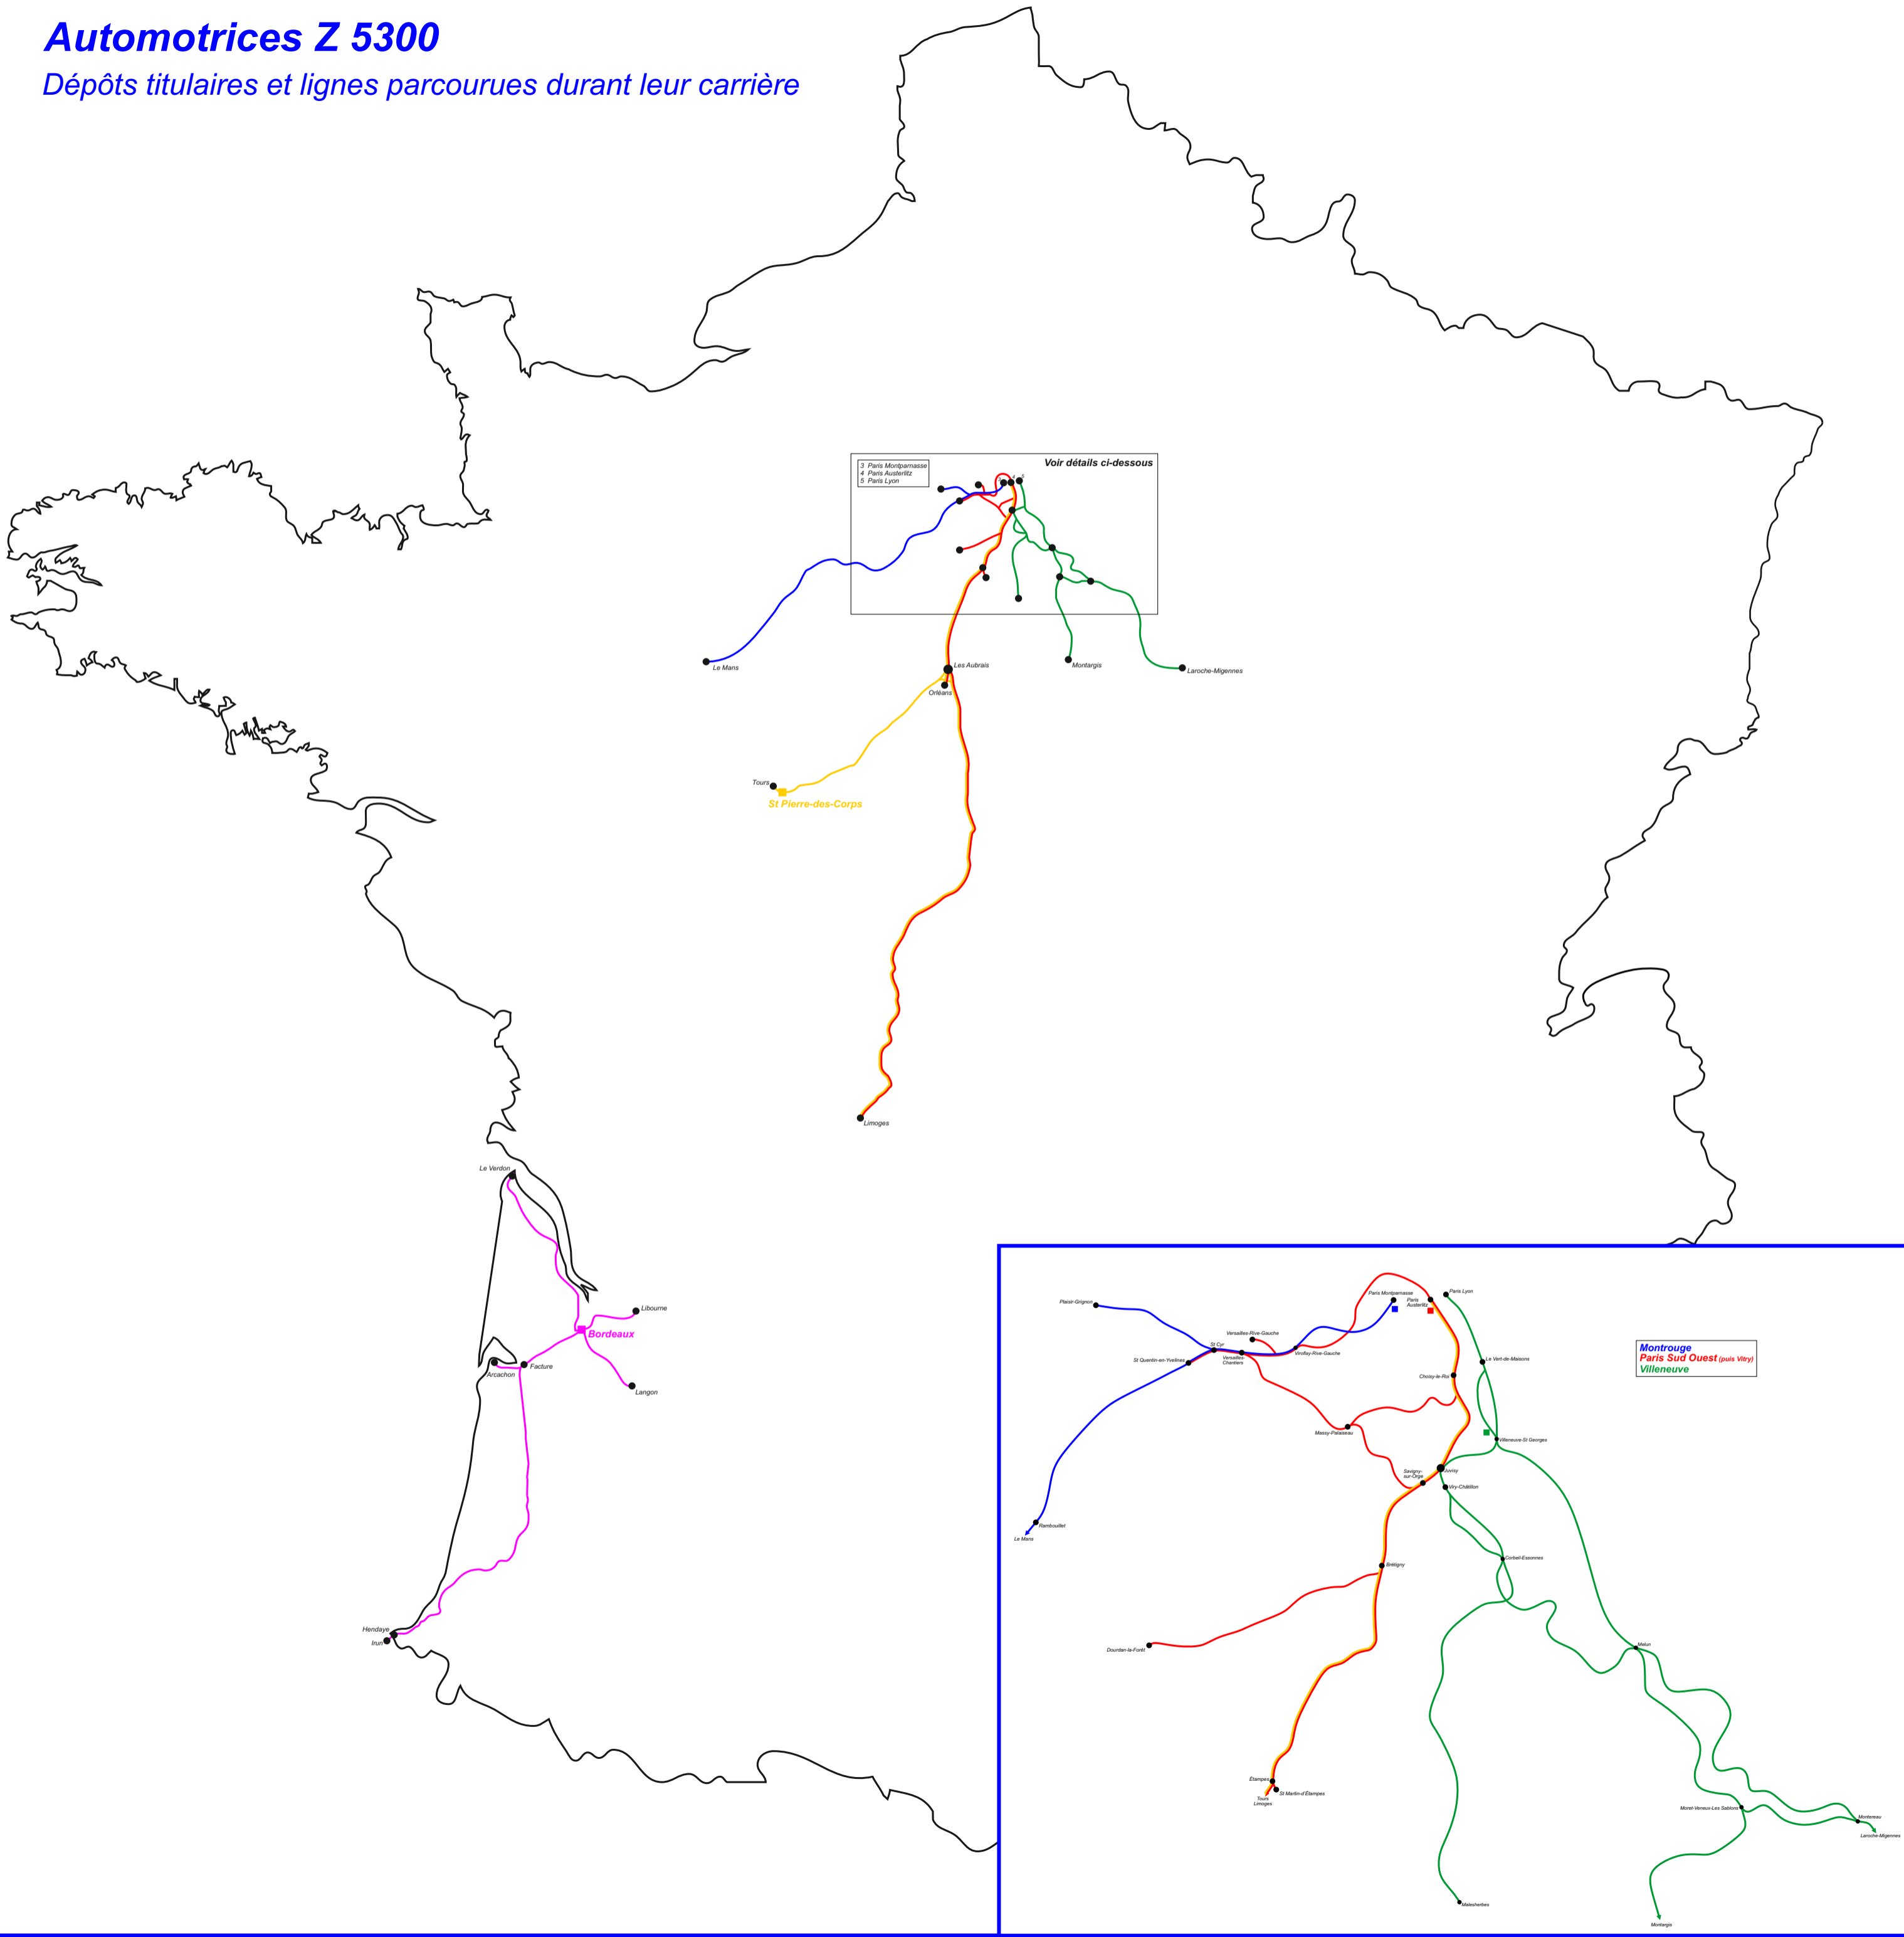 Automotrices Z 5300
Dépôts titulaires et lignes parcourues durant leur carrière
3 Paris Montparnasse
4 Paris Austerlitz
5 Paris Lyon
Voir détails ci-dessous
3
4
5
Le Mans
Les Aubrais
Orléans
Montargis
Laroche-Migennes
Tours
St Pierre-des-Corps
Limoges
Le Verdon
Libourne
Bordeaux
Facture
Arcachon
Langon
Hendaye
Irun
Plaisir-Grignon
Paris Montparnasse
Paris
Austerlitz
Paris Lyon
Versailles-Rive-Gauche
St Cyr
Versailles-
Chantiers
Viroflay-Rive-Gauche
St Quentin-en-Yvelines
Le Vert-de-Maisons
Choisy-le-Roi
Montrouge
Paris Sud Ouest (puis Vitry)
Villeneuve
Massy-Palaiseau
Villeneuve-St Georges
Savigny-
sur-Orge
Juvisy
Viry-Châtillon
Rambouillet
Le Mans
Corbeil-Essonnes
Brétigny
Dourdan-la-Forêt
Melun
Étampes
St Martin-d'Étampes
Tours
Limoges
Moret-Veneux-Les Sablons
Montereau
Laroche-Migennes
Malesherbes
Montargis